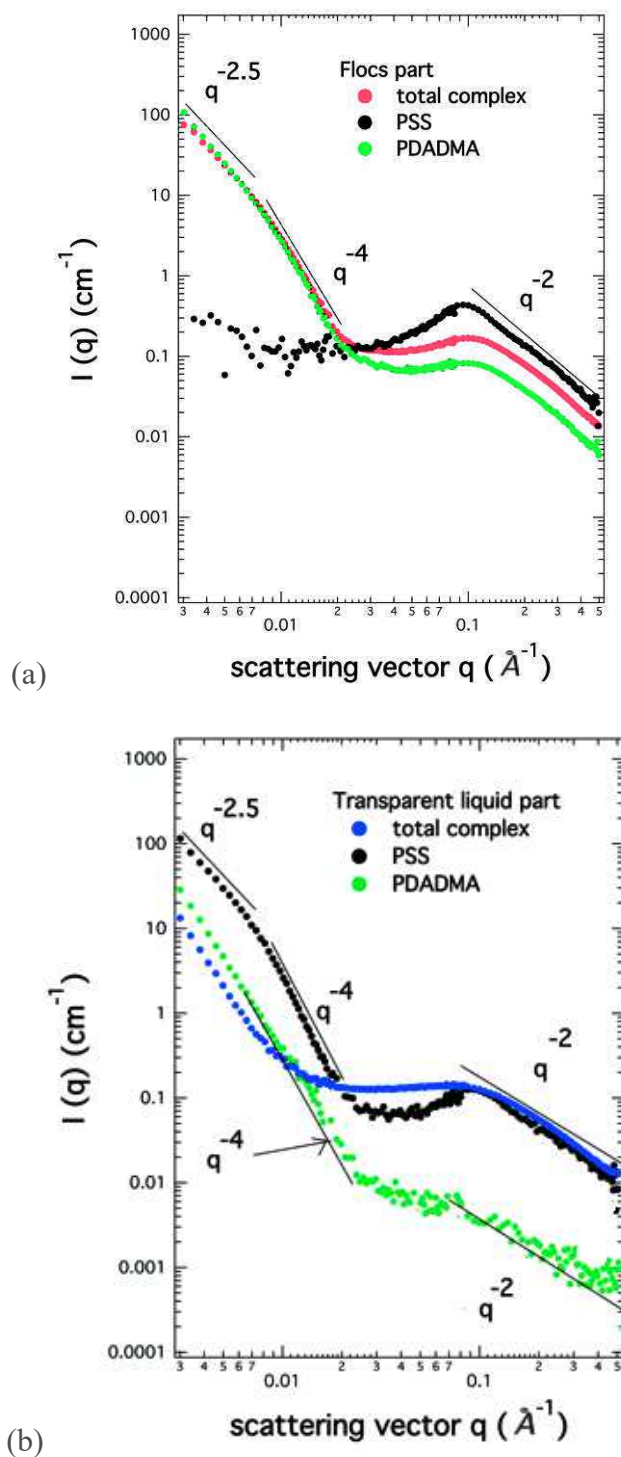 1000
100
10
1
0.1
0.01
0.001
0.0001
I (q) (cm-1)
q-2.5
q-4
q-2
Flocs part
total complex
PSS
PDADMA
3 4 5 6 7 2 3 4 5 6 7 2 3 4 5
0.01 0.1
scattering vector q ( Å-1)
(a)
1000
100
10
1
0.1
0.01
0.001
0.0001
I (q) (cm-1)
q-2.5
Transparent liquid part
total complex
PSS
PDADMA
q-4
q-2
q-4
q-2
3 4 5 6 7 2 3 4 5 6 7 2 3 4 5
0.01 0.1
scattering vector q ( Å-1)
(b)